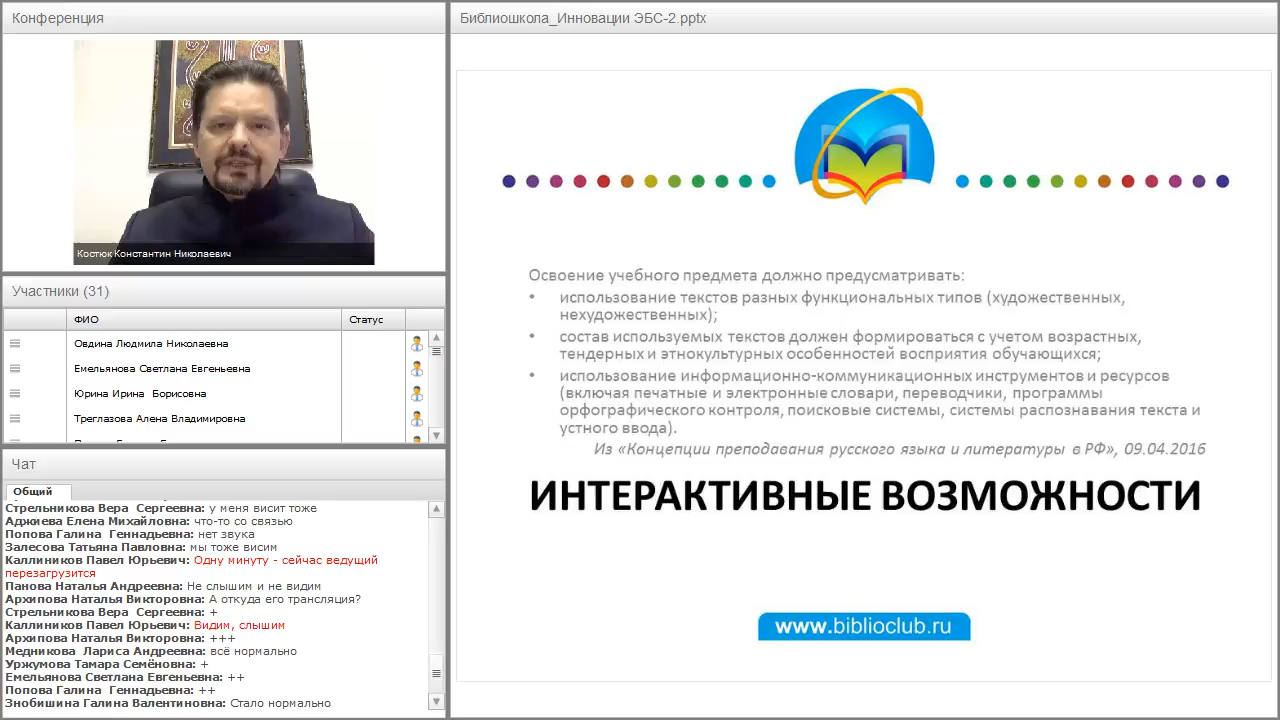 Конференция
Костюк Константин Николаевич
Участники (31)
ФИО
Статус
Овдина Людмила Николаевна
Емельянова Светлана Евгеньевна
Юрина Ирина Борисовна
Треглазова Алена Владимировна
Чат
Общий
Стрельникова Вера Сергеевна: у меня висит тоже
Аджиева Елена Михайловна: что-то со связью
Попова Галина Геннадьевна: нет звука
Залесова Татьяна Павловна: мы тоже висим
Каллиников Павел Юрьевич: Одну минуту - сейчас ведущий
перезагрузится
Панова Наталья Андреевна: Не слышим и не видим
Архипова Наталья Викторовна: А откуда его трансляция?
Стрельникова Вера Сергеевна: +
Каллиников Павел Юрьевич: Видим, слышим
Архипова Наталья Викторовна: +++
Медникова Лариса Андреевна: всё нормально
Уржумова Тамара Семёновна: +
Емельянова Светлана Евгеньевна: ++
Попова Галина Геннадьевна: ++
Знобишина Галина Валентиновна: Стало нормально
Библиошкола_Инновации ЭБС-2.pptx
Освоение учебного предмета должно предусматривать:
• использование текстов разных функциональных типов (художественных,
нехудожественных);
• состав используемых текстов должен формироваться с учетом возрастных,
тендерных и этнокультурных особенностей восприятия обучающихся;
• использование информационно-коммуникационных инструментов и ресурсов
(включая печатные и электронные словари, переводчики, программы
орфографического контроля, поисковые системы, системы распознавания текста и
устного ввода).
Из «Концепции преподавания русского языка и литературы в РФ», 09.04.2016
ИНТЕРАКТИВНЫЕ ВОЗМОЖНОСТИ
www.biblioclub.ru